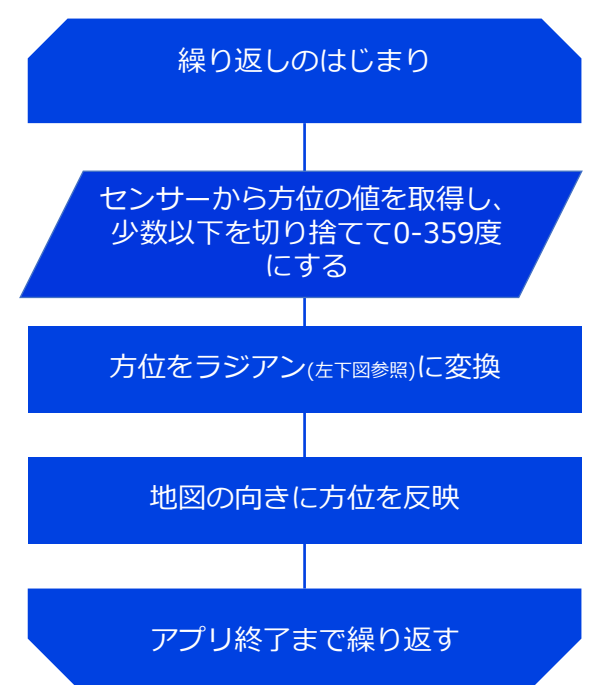 繰り返しのはじまり
センサーから方位の値を取得し、
少数以下を切り捨てて0-359度
にする
方位をラジアン(左下図参照)に変換
地図の向きに方位を反映
アプリ終了まで繰り返す